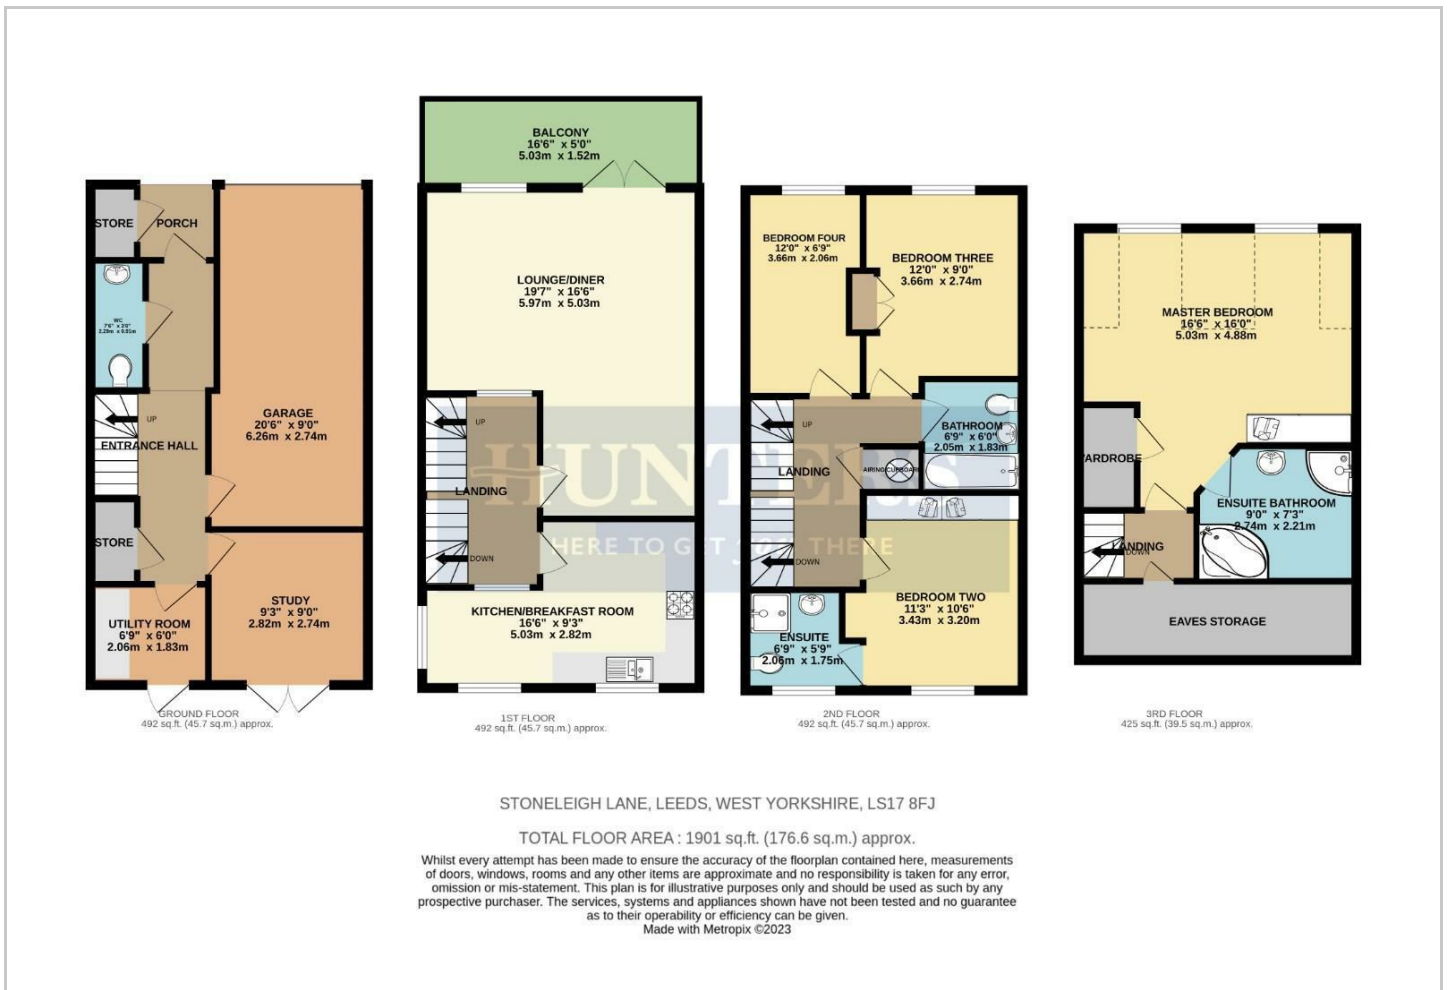 BALCONY
16'6" x 5'0"
5.03m x 1.52m
STORE
PORCH
WC
7'6" x 3'0"
2.29m x 0.91m
GARAGE
20'6" x 9'0"
6.26m x 2.74m
UP
ENTRANCE HALL
STORE
STUDY
9'3" x 9'0"
2.82m x 2.74m
UTILITY ROOM
6'9" x 6'0"
2.06m x 1.83m
GROUND FLOOR
492 sq.ft. (45.7 sq.m.) approx.
LOUNGE/DINER
19'7" x 16'6"
5.97m x 5.03m
UP
LANDING
DOWN
KITCHEN/BREAKFAST ROOM
16'6" x 9'3"
5.03m x 2.82m
1ST FLOOR
492 sq.ft. (45.7 sq.m.) approx.
BEDROOM FOUR
12'0" x 6'9"
3.66m x 2.06m
BEDROOM THREE
12'0" x 9'0"
3.66m x 2.74m
UP
BATHROOM
6'9" x 6'0"
2.05m x 1.83m
LANDING
AIRING CUPBOARD
DOWN
BEDROOM TWO
11'3" x 10'6"
3.43m x 3.20m
ENSUITE
6'9" x 5'9"
2.06m x 1.75m
2ND FLOOR
492 sq.ft. (45.7 sq.m.) approx.
MASTER BEDROOM
16'6" x 16'0"
5.03m x 4.88m
WARDROBE
ENSUITE BATHROOM
9'0" x 7'3"
2.74m x 2.21m
LANDING
DOWN
EAVES STORAGE
3RD FLOOR
425 sq.ft. (39.5 sq.m.) approx.
HUNTERS
HERE TO GET you THERE
STONELEIGH LANE, LEEDS, WEST YORKSHIRE, LS17 8FJ
TOTAL FLOOR AREA : 1901 sq.ft. (176.6 sq.m.) approx.
Whilst every attempt has been made to ensure the accuracy of the floorplan contained here, measurements
of doors, windows, rooms and any other items are approximate and no responsibility is taken for any error,
omission or mis-statement. This plan is for illustrative purposes only and should be used as such by any
prospective purchaser. The services, systems and appliances shown have not been tested and no guarantee
as to their operability or efficiency can be given.
Made with Metropix ©2023